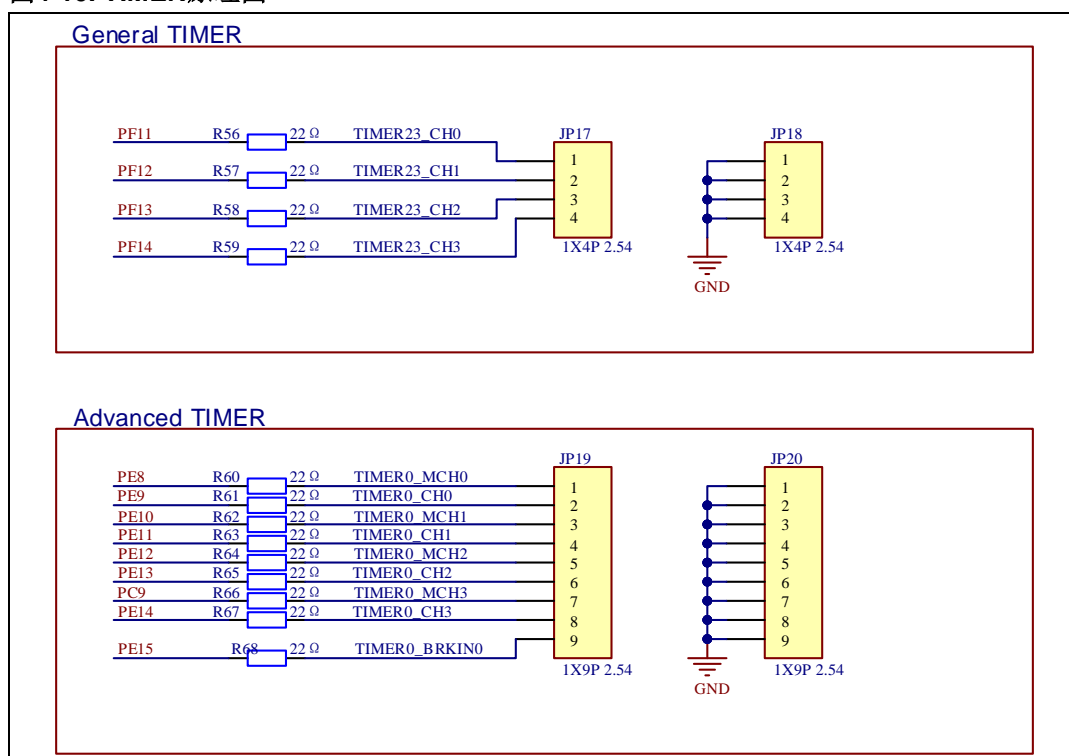 General TIMER
PF11 R56 22 Ω TIMER23_CH0 JP17 JP18
PF12 R57 22 Ω TIMER23_CH1
PF13 R58 22 Ω TIMER23_CH2
PF14 R59 22 Ω TIMER23_CH3
1 1
2 2
3 3
4 4
1X4P 2.54 1X4P 2.54
GND
Advanced TIMER
JP19 JP20
PE8 R60 22 Ω TIMER0_MCH0 1 1
PE9 R61 22 Ω TIMER0_CH0 2 2
PE10 R62 22 Ω TIMER0_MCH1 3 3
PE11 R63 22 Ω TIMER0_CH1 4 4
PE12 R64 22 Ω TIMER0_MCH2 5 5
PE13 R65 22 Ω TIMER0_CH2 6 6
PC9 R66 22 Ω TIMER0_MCH3 7 7
PE14 R67 22 Ω TIMER0_CH3 8 8
PE15 R68 22 Ω TIMER0_BRKIN0 9 9
1X9P 2.54 1X9P 2.54
GND